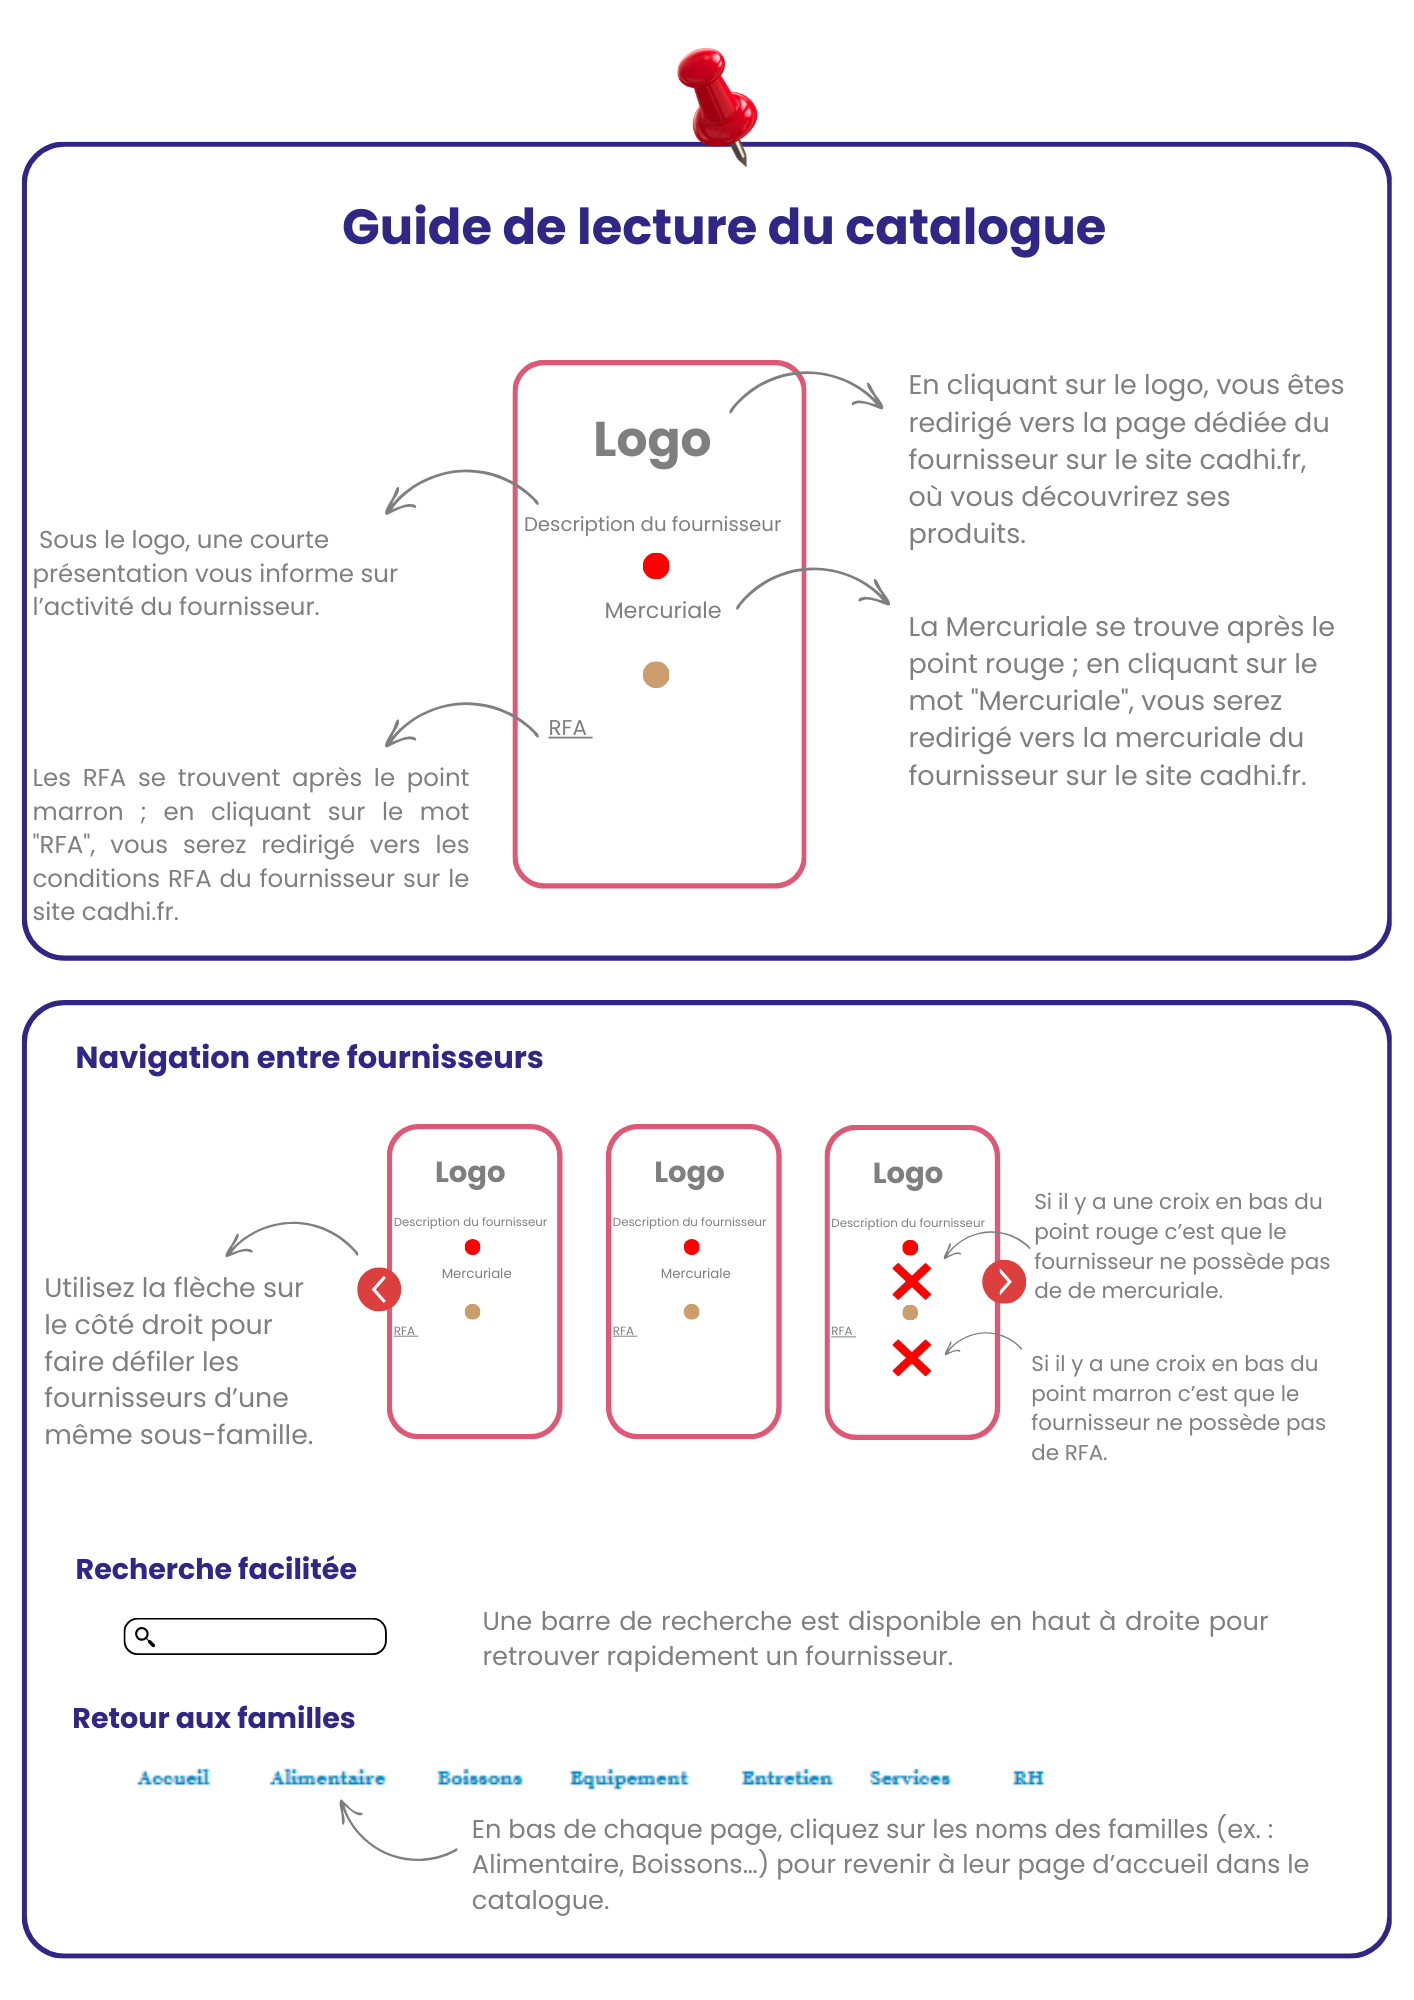 Guide de lecture du catalogue
Logo
Description du fournisseur
Mercuriale
RFA
En cliquant sur le logo, vous êtes
redirigé vers la page dédiée du
fournisseur sur le site cadhi.fr,
où vous découvrirez ses
produits.
Sous le logo, une courte
présentation vous informe sur
l’activité du fournisseur.
La Mercuriale se trouve après le
point rouge ; en cliquant sur le
mot "Mercuriale", vous serez
redirigé vers la mercuriale du
fournisseur sur le site cadhi.fr.
Les RFA se trouvent après le point
marron ; en cliquant sur le mot
"RFA", vous serez redirigé vers les
conditions RFA du fournisseur sur le
site cadhi.fr.
Navigation entre fournisseurs
Utilisez la flèche sur
le côté droit pour
faire défiler les
fournisseurs d’une
même sous-famille.
Logo
Description du fournisseur
Mercuriale
RFA
Logo
Description du fournisseur
Mercuriale
RFA
Logo
Description du fournisseur
RFA
Si il y a une croix en bas du
point rouge c’est que le
fournisseur ne possède pas
de de mercuriale.
Si il y a une croix en bas du
point marron c’est que le
fournisseur ne possède pas
de RFA.
Recherche facilitée
Une barre de recherche est disponible en haut à droite pour
retrouver rapidement un fournisseur.
Retour aux familles
Accueil Alimentaire Boissons Equipement Entretien Services RH
En bas de chaque page, cliquez sur les noms des familles (ex. :
Alimentaire, Boissons…) pour revenir à leur page d’accueil dans le
catalogue.